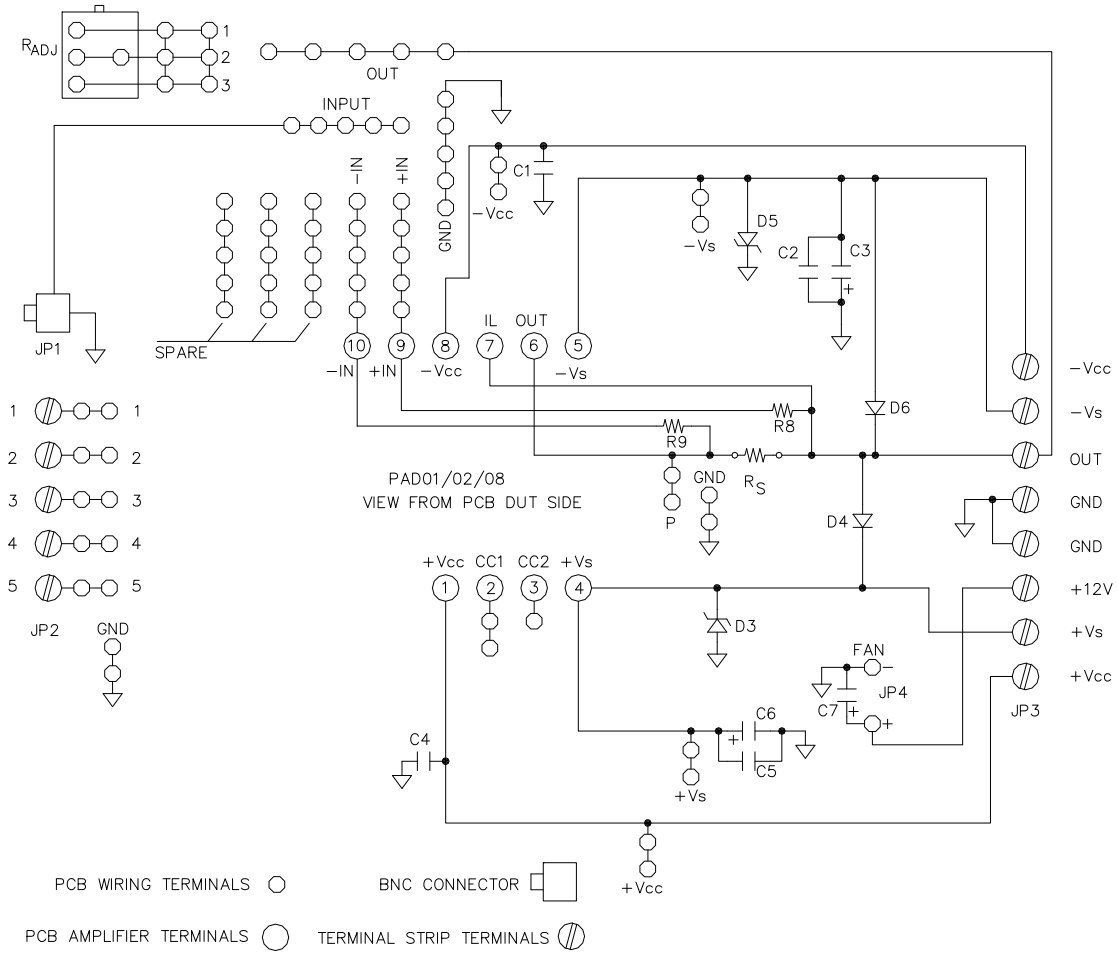 RADJ
1
2
3
OUT
INPUT
-IN
+IN
GND
-Vcc
C1
-Vs
D5
C2
C3
+
JP1
SPARE
IL
OUT
10
9
8
7
6
5
-IN
+IN
-Vcc
-Vs
-Vcc
-Vs
OUT
GND
GND
+12V
+Vs
+Vcc
JP3
D6
R8
R9
RS
1
1
2
2
3
3
4
4
5
5
JP2
GND
PAD01/02/08
VIEW FROM PCB DUT SIDE
P
GND
D4
+Vcc
CC1
CC2
+Vs
1
2
3
4
D3
FAN
-
JP4
C7
+
+
C6
+
C5
+Vs
C4
+Vcc
PCB WIRING TERMINALS
BNC CONNECTOR
PCB AMPLIFIER TERMINALS
TERMINAL STRIP TERMINALS